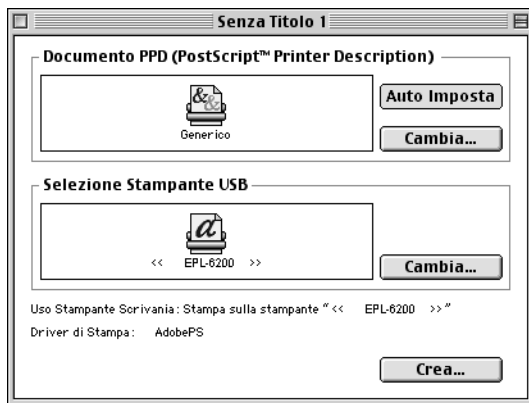 Senza Titolo 1
Documento PPD (PostScript™ Printer Description)
Generico
Auto Imposta
Cambia...
Selezione Stampante USB
<< EPL-6200 >>
Cambia...
Uso Stampante Scrivania: Stampa sulla stampante “<< EPL-6200 >>”
Driver di Stampa: AdobePS
Crea...